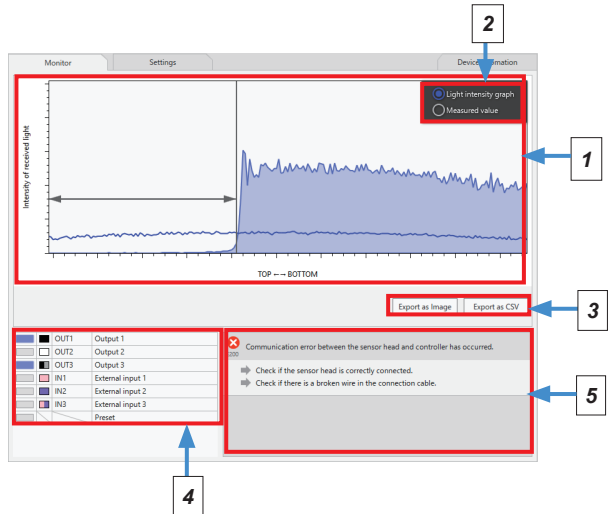 2
Monitor
Settings
Device
mation
Light intensity graph
Measured value
Intensity of received light
1
TOP ←→ BOTTOM
Export as Image
Export as CSV
3
OUT1 Output 1
OUT2 Output 2
OUT3 Output 3
IN1 External input 1
IN2 External input 2
IN3 External input 3
Preset
Communication error between the sensor head and controller has occurred.
Check if the sensor head is correctly connected.
Check if there is a broken wire in the connection cable.
5
4